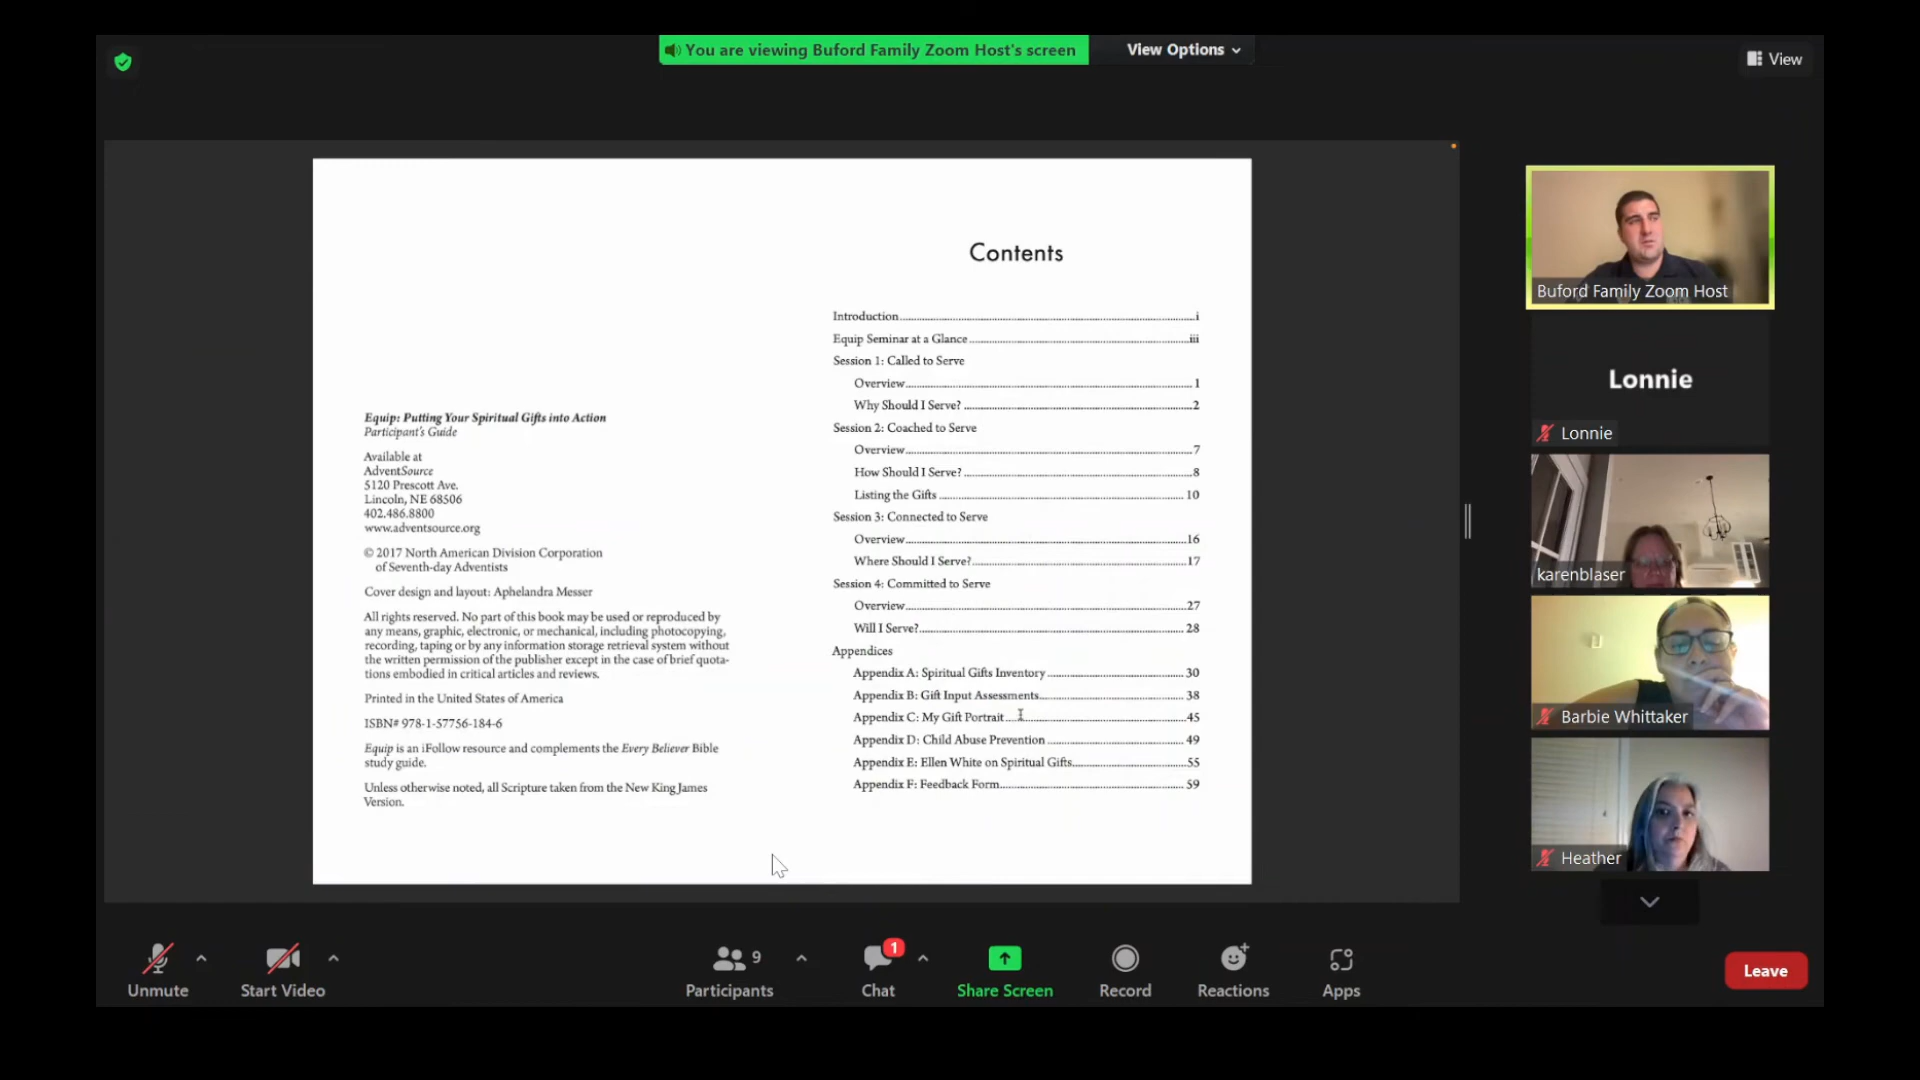 You are viewing Buford Family Zoom Host's screen
View Options
View
Equip: Putting Your Spiritual Gifts into Action
Participant's Guide
Available at
AdventSource
5120 Prescott Ave.
Lincoln, NE 68506
402.486.8800
www.adventsource.org
© 2017 North American Division Corporation
of Seventh-day Adventists
Cover design and layout: Aphelandra Messer
All rights reserved. No part of this book may be used or reproduced by
any means, graphic, electronic, or mechanical, including photocopying,
recording, taping or by any information storage retrieval system without
the written permission of the publisher except in the case of brief quota-
tions embodied in critical articles and reviews.
Printed in the United States of America
ISBN# 978-1-57756-184-6
Equip is an iFollow resource and complements the Every Believer Bible
study guide.
Unless otherwise noted, all Scripture taken from the New King James
Version.
Contents
Introduction i
Equip Seminar at a Glance iii
Session 1: Called to Serve
Overview 1
Why Should I Serve? 2
Session 2: Coached to Serve
Overview 7
How Should I Serve? 8
Listing the Gifts 10
Session 3: Connected to Serve
Overview 16
Where Should I Serve? 17
Session 4: Committed to Serve
Overview 27
Will I Serve? 28
Appendices
Appendix A: Spiritual Gifts Inventory 30
Appendix B: Gift Input Assessments 38
Appendix C: My Gift Portrait 45
Appendix D: Child Abuse Prevention 49
Appendix E: Ellen White on Spiritual Gifts 55
Appendix F: Feedback Form 59
Buford Family Zoom Host
Lonnie
Lonnie
karenblaser
Barbie Whittaker
Heather
Unmute
Start Video
9
Participants
1
Chat
Share Screen
Record
Reactions
Apps
Leave